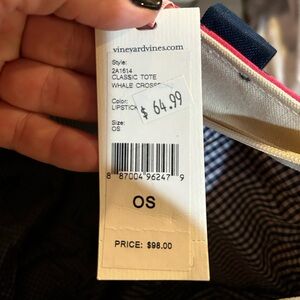 vineyardvines.com
Style:
2A1614
CLASSIC TOTE
WHALE CROSS
Color:
LIPSTICK
$ 64.99
Size:
OS
8 87004 96247 9
OS
PRICE: $98.00